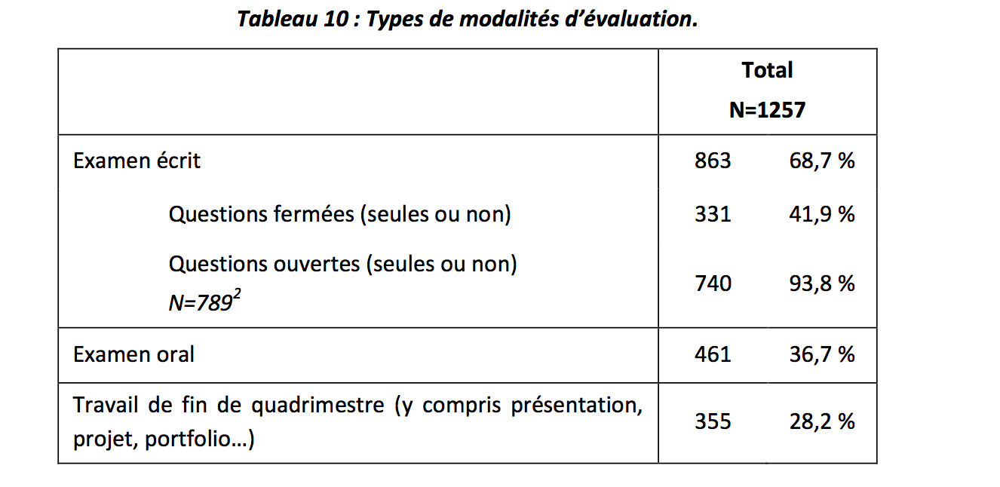 Tableau 10 : Types de modalités d’évaluation.
Total
N=1257
Examen écrit 863 68,7 %
Questions fermées (seules ou non) 331 41,9 %
Questions ouvertes (seules ou non)
N=789² 740 93,8 %
Examen oral 461 36,7 %
Travail de fin de quadrimestre (y compris présentation,
projet, portfolio…) 355 28,2 %